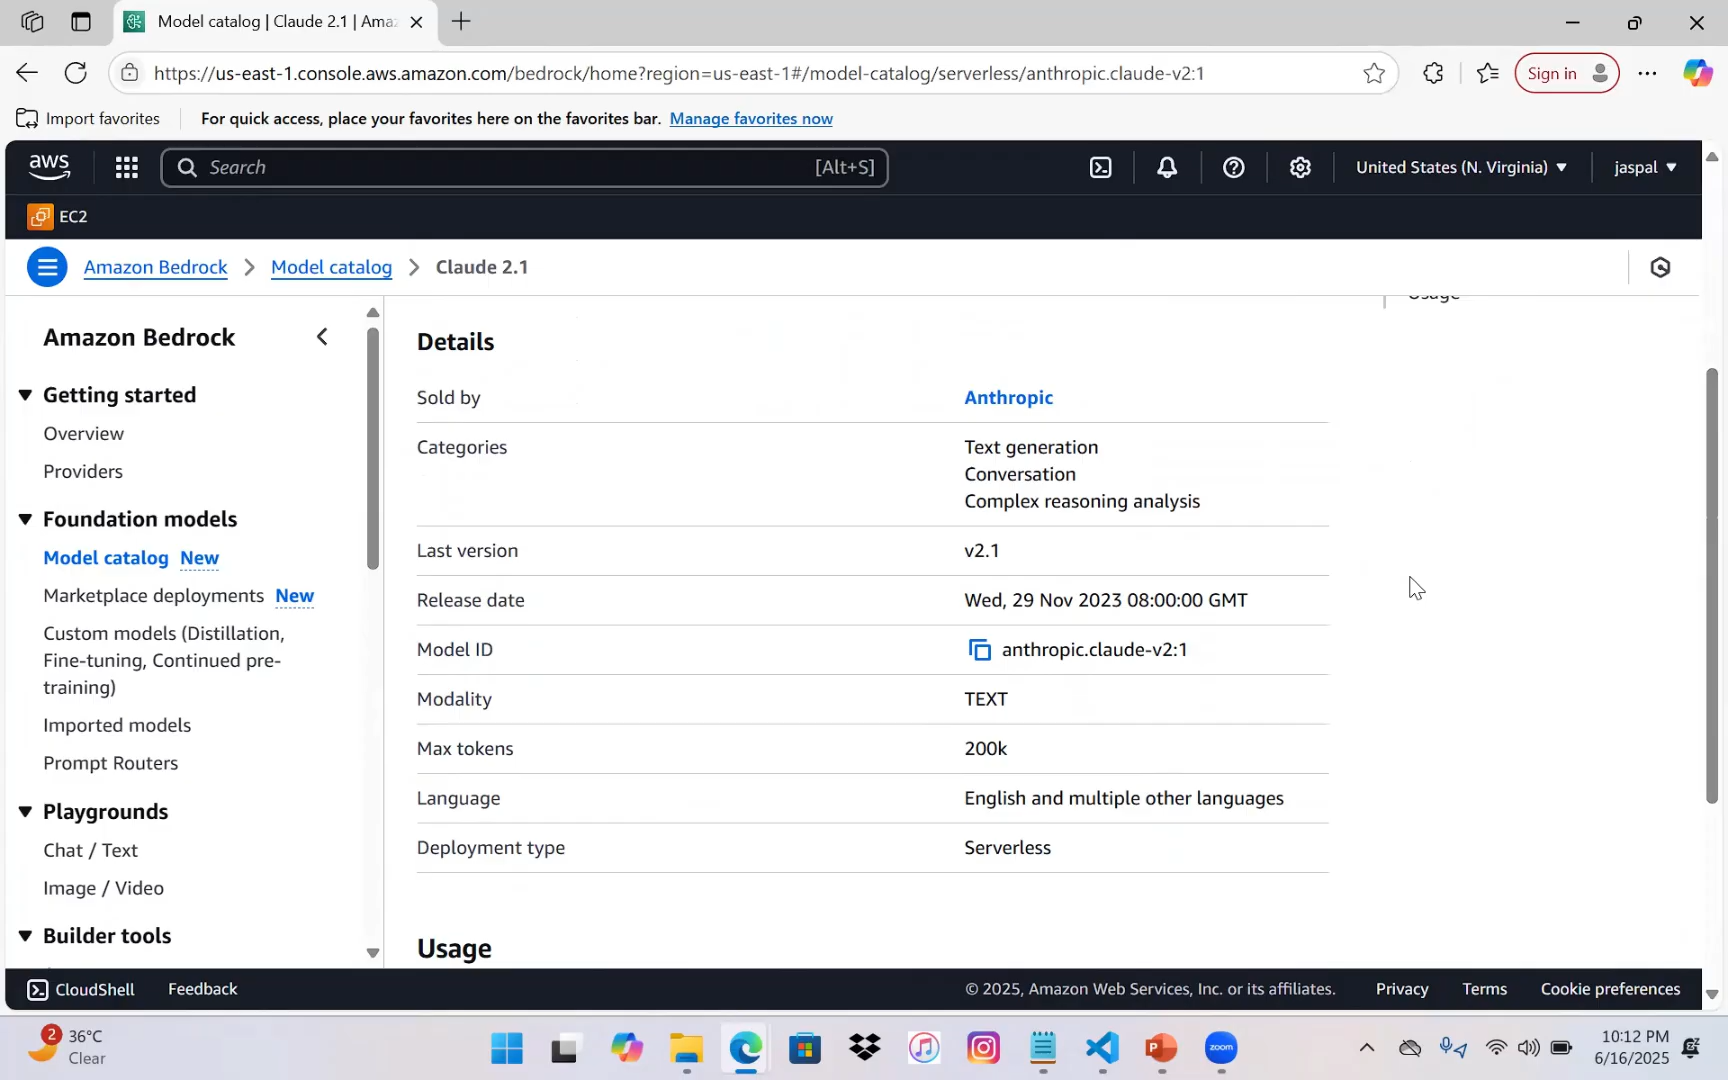 Model catalog | Claude 2.1 | Ama
https://us-east-1.console.aws.amazon.com/bedrock/home?region=us-east-1#/model-catalog/serverless/anthropic.claude-v2:1
Sign in
Import favorites
For quick access, place your favorites here on the favorites bar. Manage favorites now
aws
Search
[Alt+S]
United States (N. Virginia)
jaspal
EC2
Amazon Bedrock
Model catalog
Claude 2.1
Usage
Amazon Bedrock
Getting started
Overview
Providers
Foundation models
Model catalog New
Marketplace deployments New
Custom models (Distillation,
Fine-tuning, Continued pre-
training)
Imported models
Prompt Routers
Playgrounds
Chat / Text
Image / Video
Builder tools
Details
Sold by Anthropic
Categories Text generation
Conversation
Complex reasoning analysis
Last version v2.1
Release date Wed, 29 Nov 2023 08:00:00 GMT
Model ID anthropic.claude-v2:1
Modality TEXT
Max tokens 200k
Language English and multiple other languages
Deployment type Serverless
Usage
CloudShell
Feedback
© 2025, Amazon Web Services, Inc. or its affiliates.
Privacy
Terms
Cookie preferences
2
36°C
Clear
zoom
10:12 PM
6/16/2025